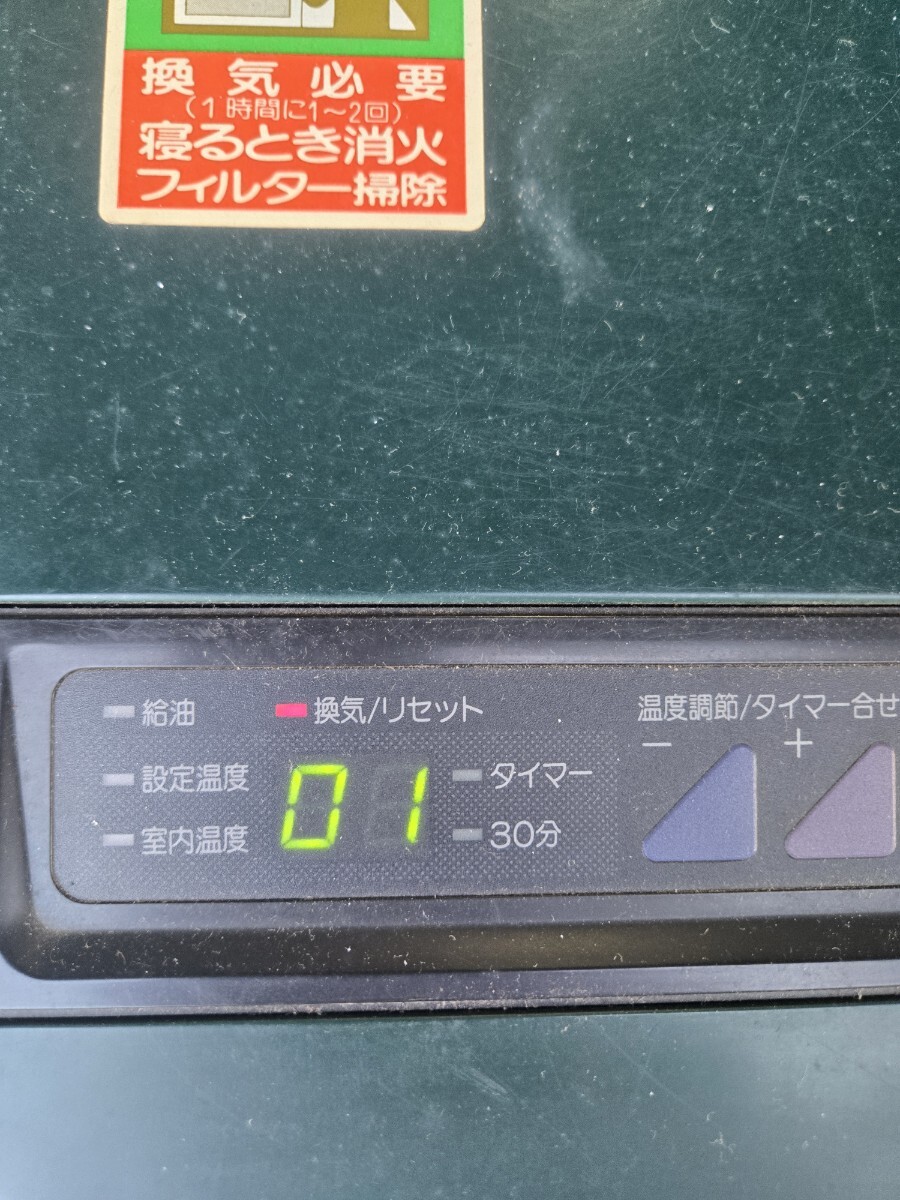 換気必要
(1時間に1~2回)
寝るとき消火
フィルター掃除
給油
換気/リセット
温度調節/タイマー合せ
設定温度
01
タイマー
－
＋
室内温度
30分